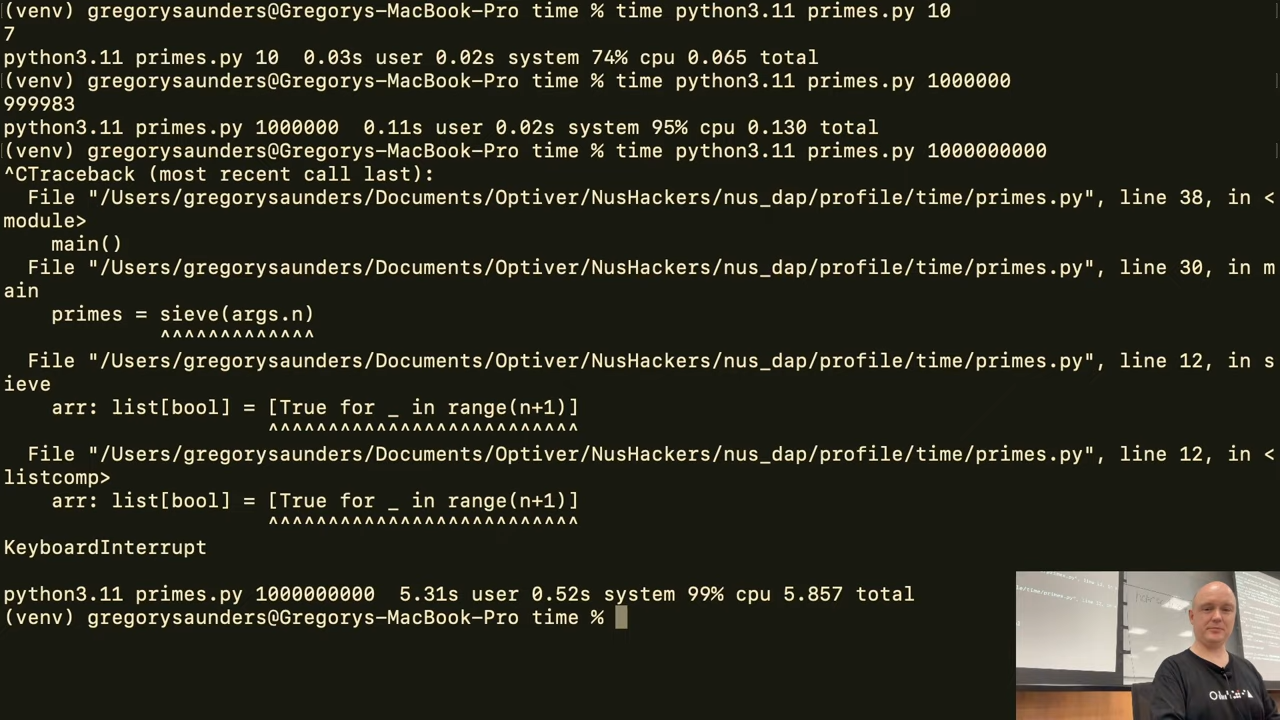 (venv) gregorysaunders@Gregorys-MacBook-Pro time % time python3.11 primes.py 10
7
python3.11 primes.py 10  0.03s user 0.02s system 74% cpu 0.065 total
(venv) gregorysaunders@Gregorys-MacBook-Pro time % time python3.11 primes.py 1000000
999983
python3.11 primes.py 1000000  0.11s user 0.02s system 95% cpu 0.130 total
(venv) gregorysaunders@Gregorys-MacBook-Pro time % time python3.11 primes.py 1000000000
^CTraceback (most recent call last):
  File "/Users/gregorysaunders/Documents/Optiver/NusHackers/nus_dap/profile/time/primes.py", line 38, in <
module>
    main()
  File "/Users/gregorysaunders/Documents/Optiver/NusHackers/nus_dap/profile/time/primes.py", line 30, in m
ain
    primes = sieve(args.n)
             ^^^^^^^^^^^^^
  File "/Users/gregorysaunders/Documents/Optiver/NusHackers/nus_dap/profile/time/primes.py", line 12, in s
ieve
    arr: list[bool] = [True for _ in range(n+1)]
                      ^^^^^^^^^^^^^^^^^^^^^^^^^^
  File "/Users/gregorysaunders/Documents/Optiver/NusHackers/nus_dap/profile/time/primes.py", line 12, in <
listcomp>
    arr: list[bool] = [True for _ in range(n+1)]
                      ^^^^^^^^^^^^^^^^^^^^^^^^^^
KeyboardInterrupt
python3.11 primes.py 1000000000  5.31s user 0.52s system 99% cpu 5.857 total
(venv) gregorysaunders@Gregorys-MacBook-Pro time %